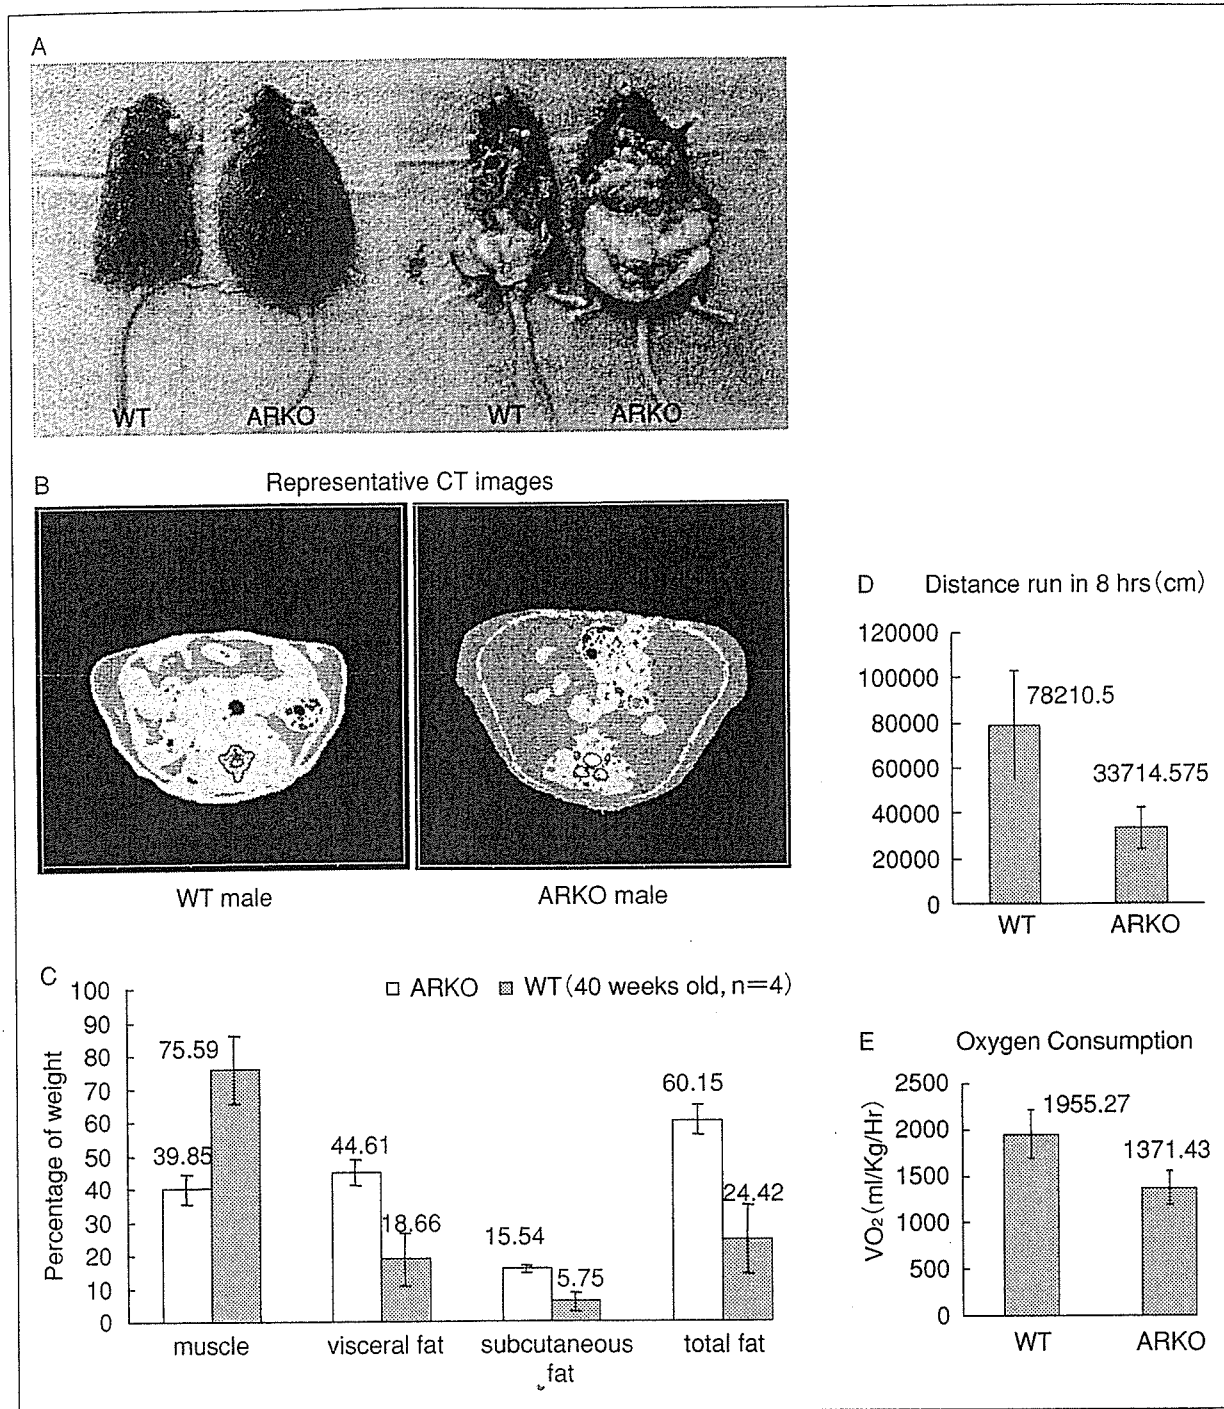 A
WT
ARKO
WT
ARKO
B
Representative CT images
WT male
ARKO male
C
□ ARKO ■ WT (40 weeks old, n=4)
Percentage of weight
100
90
80
70
60
50
40
30
20
10
0
39.85
75.59
44.61
18.66
15.54
5.75
60.15
24.42
muscle
visceral fat
subcutaneous
fat
total fat
D
Distance run in 8 hrs (cm)
120000
100000
80000
60000
40000
20000
0
78210.5
33714.575
WT
ARKO
E
Oxygen Consumption
VO₂ (ml/Kg/Hr)
2500
2000
1500
1000
500
0
1955.27
1371.43
WT
ARKO